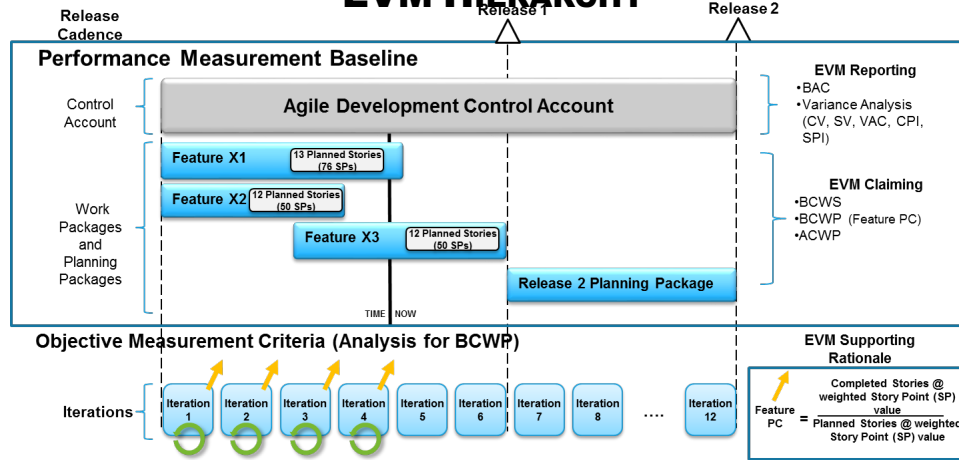 EVM HIERARCHY
Release
Cadence
Release 1
Release 2
Performance Measurement Baseline
Control
Account
Agile Development Control Account
EVM Reporting
•BAC
•Variance Analysis
(CV, SV, VAC, CPI,
SPI)
Work
Packages
and
Planning
Packages
Feature X1
13 Planned Stories
(76 SPs)
Feature X2
12 Planned Stories
(50 SPs)
Feature X3
12 Planned Stories
(50 SPs)
Release 2 Planning Package
EVM Claiming
•BCWS
•BCWP (Feature PC)
•ACWP
TIME NOW
Objective Measurement Criteria (Analysis for BCWP)
Iterations
Iteration
1
Iteration
2
Iteration
3
Iteration
4
Iteration
5
Iteration
6
Iteration
7
Iteration
8
....
Iteration
12
EVM Supporting
Rationale
Feature
PC
=
Completed Stories @
weighted Story Point (SP)
value
Planned Stories @ weighted
Story Point (SP) value